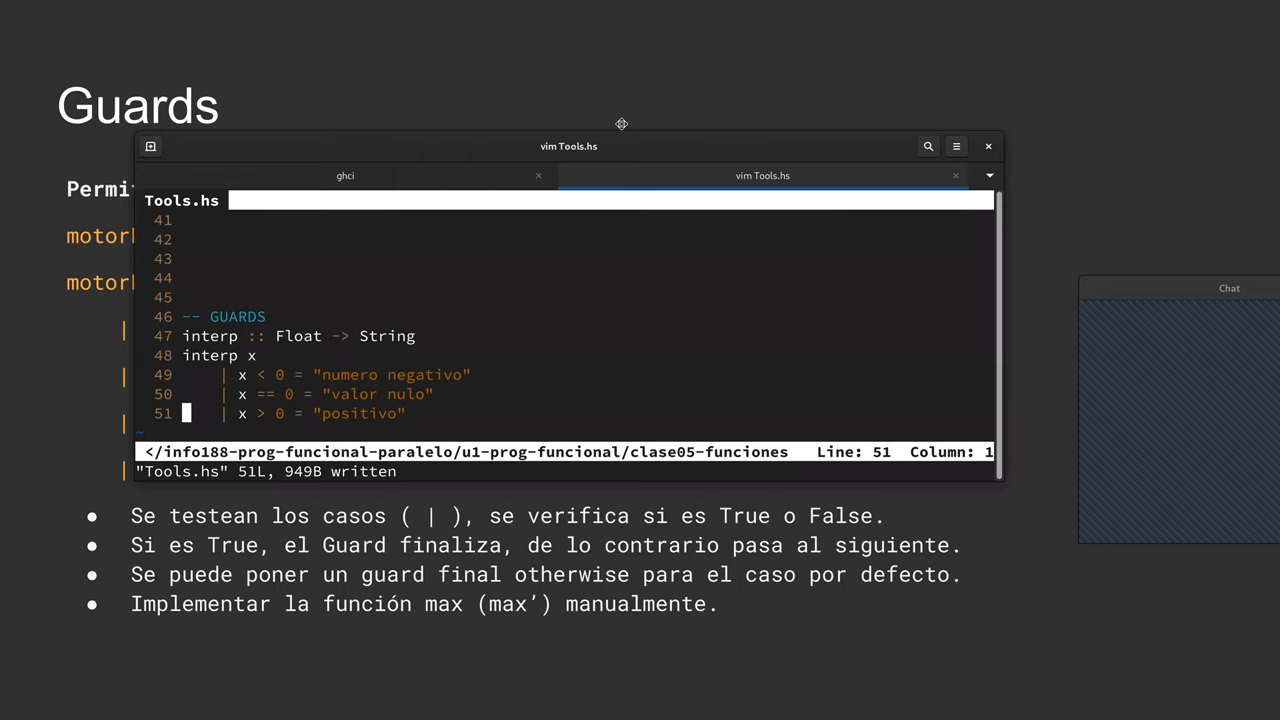 Guards
vim Tools.hs
ghci
vim Tools.hs
Permi
Tools.hs
41
motor
42
43
motor
44
45
46 -- GUARDS
47 interp :: Float -> String
48 interp x
49 | x < 0 = "numero negativo"
50 | x == 0 = "valor nulo"
51 | x > 0 = "positivo"
~
</info188-prog-funcional-paralelo/u1-prog-funcional/clase05-funciones Line: 51 Column: 1
"Tools.hs" 51L, 949B written
Chat
● Se testean los casos ( | ), se verifica si es True o False.
● Si es True, el Guard finaliza, de lo contrario pasa al siguiente.
● Se puede poner un guard final otherwise para el caso por defecto.
● Implementar la función max (max’) manualmente.